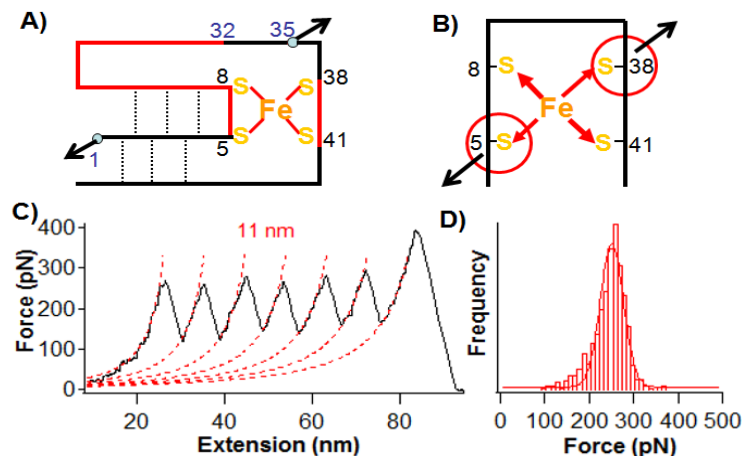 A)
32 35
8 S S 38
Fe
1 5 S S 41
B)
8 S S 38
Fe
5 S S 41
C)
400
300
200
100
0
Force (pN)
11 nm
20 40 60 80
Extension (nm)
D)
Frequency
0 100 200 300 400 500
Force (pN)